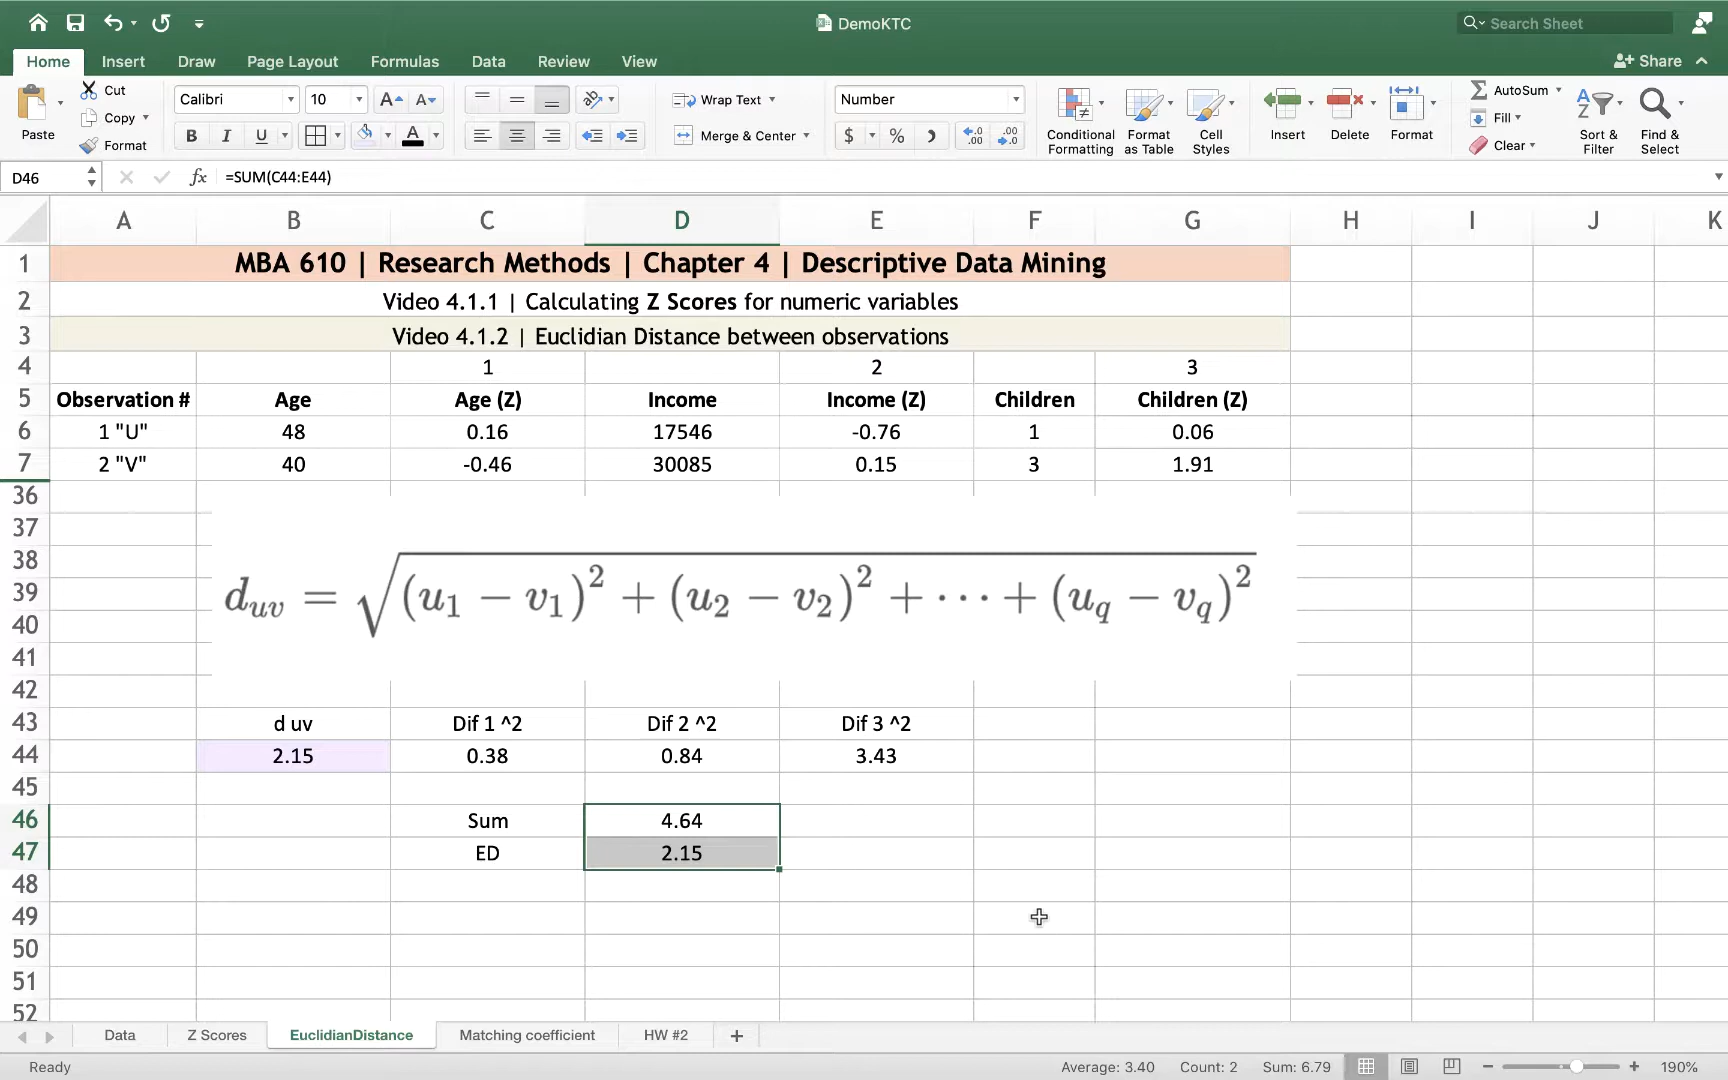 DemoKTC
Search Sheet
Home Insert Draw Page Layout Formulas Data Review View Share
Paste Cut Copy Format
Calibri 10 A A
B I U A
Wrap Text
Merge & Center
Number
$ % ) .0 .00 .00 .0
Conditional Formatting
Format as Table
Cell Styles
Insert Delete Format
AutoSum Fill Clear
Sort & Filter
Find & Select
D46 fx =SUM(C44:E44)
A B C D E F G H I J K
1 MBA 610 | Research Methods | Chapter 4 | Descriptive Data Mining
2 Video 4.1.1 | Calculating Z Scores for numeric variables
3 Video 4.1.2 | Euclidian Distance between observations
4 1 2 3
5 Observation # Age Age (Z) Income Income (Z) Children Children (Z)
6 1 "U" 48 0.16 17546 -0.76 1 0.06
7 2 "V" 40 -0.46 30085 0.15 3 1.91
36
37
38
39 d_uv = √((u₁ − v₁)² + (u₂ − v₂)² + ⋯ + (u_q − v_q)²)
40
41
42
43 d uv Dif 1 ^2 Dif 2 ^2 Dif 3 ^2
44 2.15 0.38 0.84 3.43
45
46 Sum 4.64
47 ED 2.15
48
49
50
51
52
Data Z Scores EuclidianDistance Matching coefficient HW #2 +
Ready Average: 3.40 Count: 2 Sum: 6.79 − + 190%